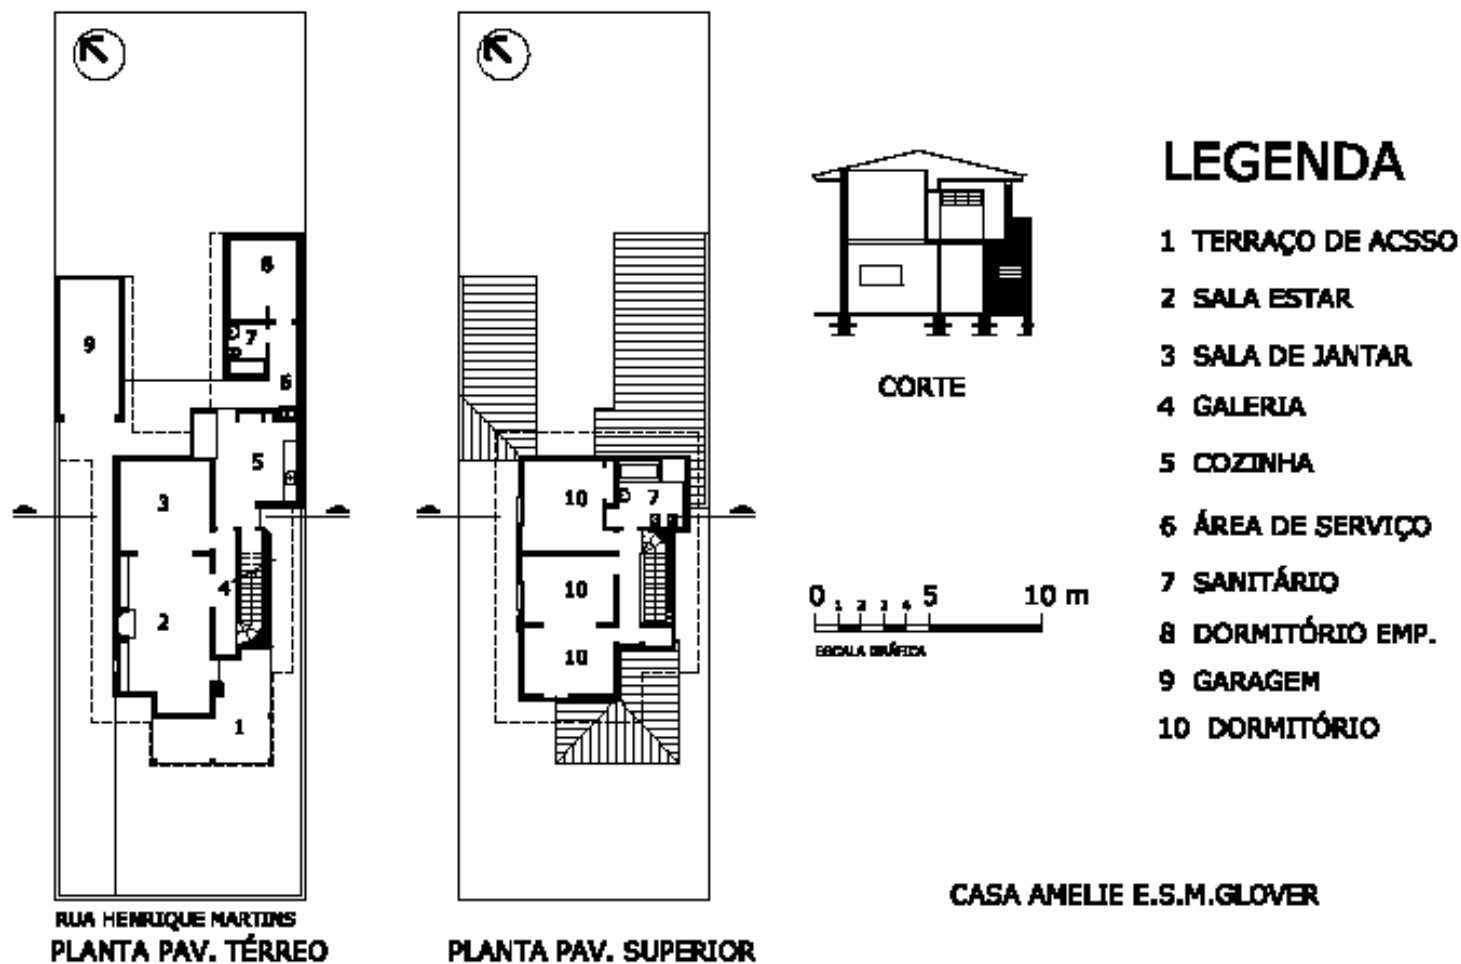 8
7
9
6
5
3
4
2
1
RUA HENRIQUE MARTINS
PLANTA PAV. TÉRREO
10
7
10
10
PLANTA PAV. SUPERIOR
CORTE
0 1 2 3 4 5 10 m
ESCALA GRÁFICA
LEGENDA
1 TERRAÇO DE ACSSO
2 SALA ESTAR
3 SALA DE JANTAR
4 GALERIA
5 COZINHA
6 ÁREA DE SERVIÇO
7 SANITÁRIO
8 DORMITÓRIO EMP.
9 GARAGEM
10 DORMITÓRIO
CASA AMELIE E.S.M.GLOVER